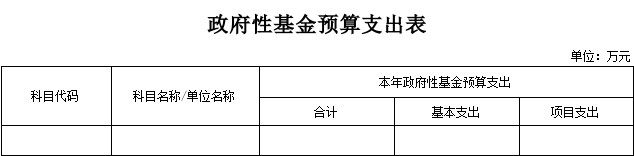 政府性基金预算支出表
单位：万元
科目代码 科目名称/单位名称 本年政府性基金预算支出
合计 基本支出 项目支出